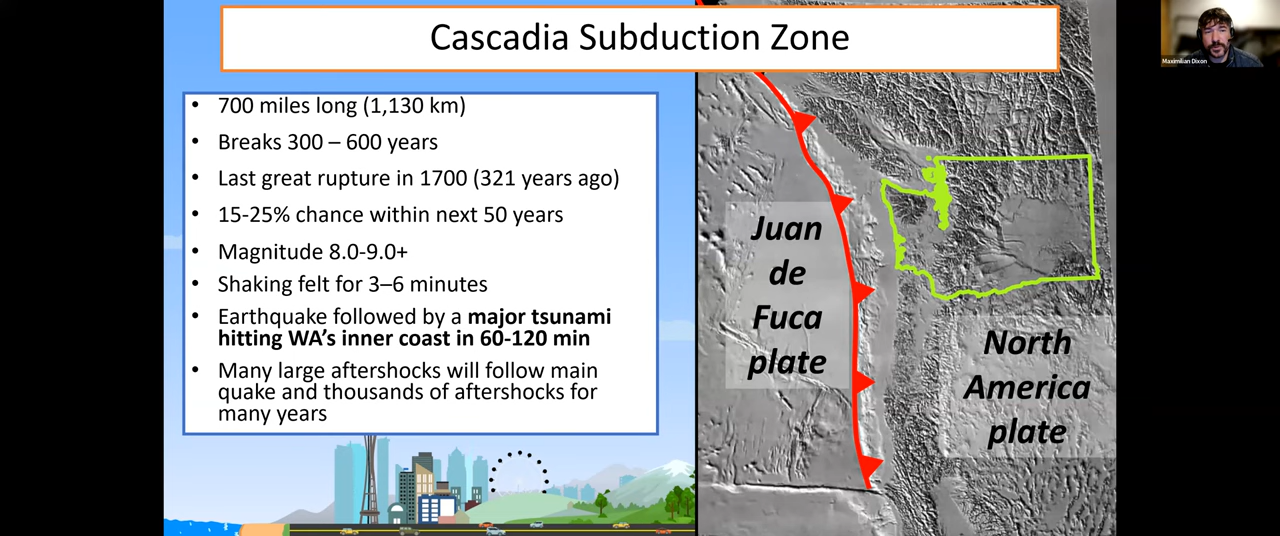 Cascadia Subduction Zone
Maximilian Dixon
• 700 miles long (1,130 km)
• Breaks 300 – 600 years
• Last great rupture in 1700 (321 years ago)
• 15-25% chance within next 50 years
• Magnitude 8.0-9.0+
• Shaking felt for 3–6 minutes
• Earthquake followed by a major tsunami
hitting WA's inner coast in 60-120 min
• Many large aftershocks will follow main
quake and thousands of aftershocks for
many years
Juan
de
Fuca
plate
North
America
plate